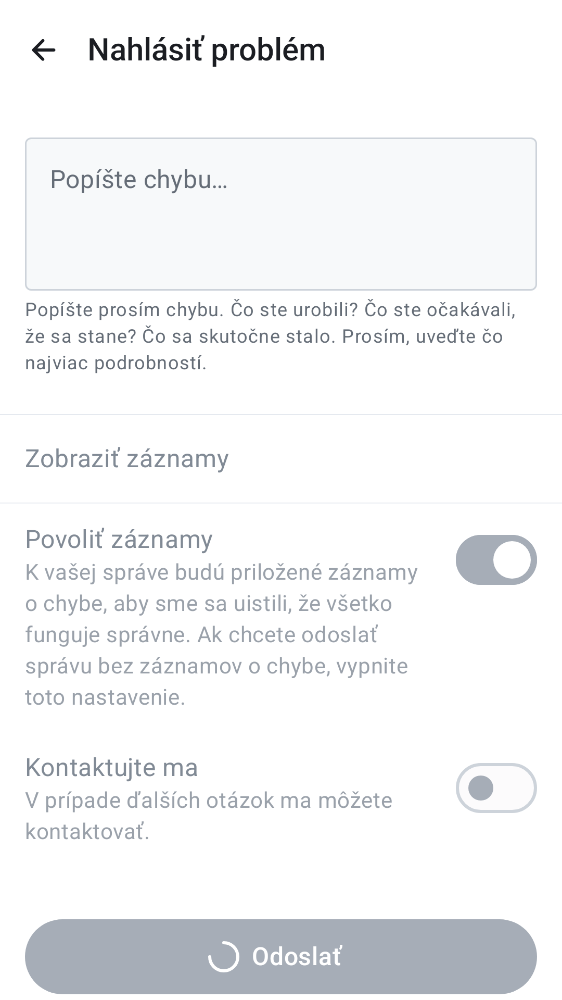 Nahlásiť problém
Popíšte chybu…
Popíšte prosím chybu. Čo ste urobili? Čo ste očakávali,
že sa stane? Čo sa skutočne stalo. Prosím, uveďte čo
najviac podrobností.
Zobraziť záznamy
Povoliť záznamy
K vašej správe budú priložené záznamy
o chybe, aby sme sa uistili, že všetko
funguje správne. Ak chcete odoslať
správu bez záznamov o chybe, vypnite
toto nastavenie.
Kontaktujte ma
V prípade ďalších otázok ma môžete
kontaktovať.
Odoslať